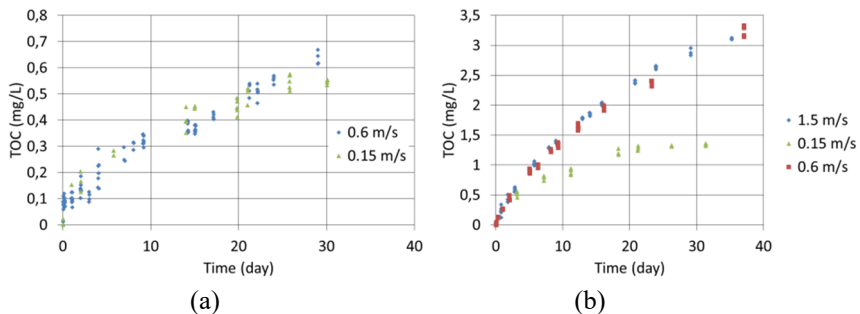 0,8
0,7
0,6
0,5
0,4
0,3
0,2
0,1
0
TOC (mg/L)
0 10 20 30 40
Time (day)
0.6 m/s
0.15 m/s
(a)
3,5
3
2,5
2
1,5
1
0,5
0
TOC (mg/L)
0 10 20 30 40
Time (day)
1.5 m/s
0.15 m/s
0.6 m/s
(b)